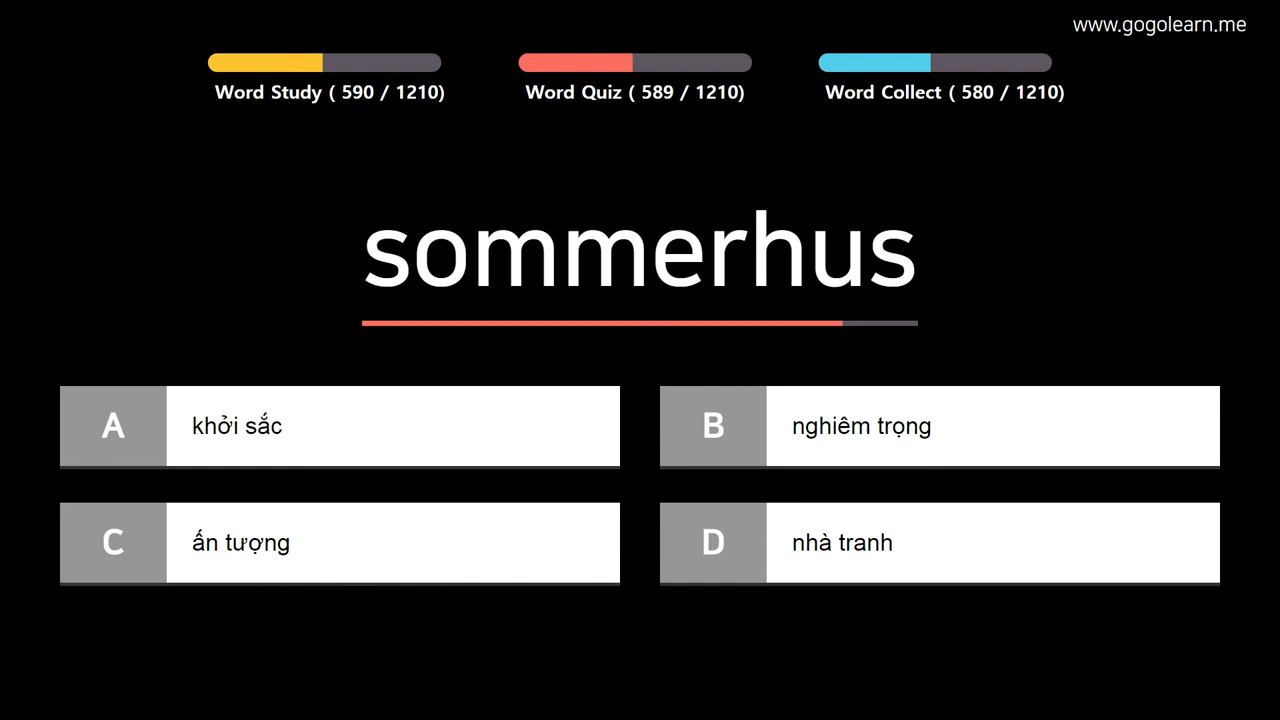 www.gogolearn.me
Word Study ( 590 / 1210)
Word Quiz ( 589 / 1210)
Word Collect ( 580 / 1210)
sommerhus
A
khởi sắc
B
nghiêm trọng
C
ấn tượng
D
nhà tranh